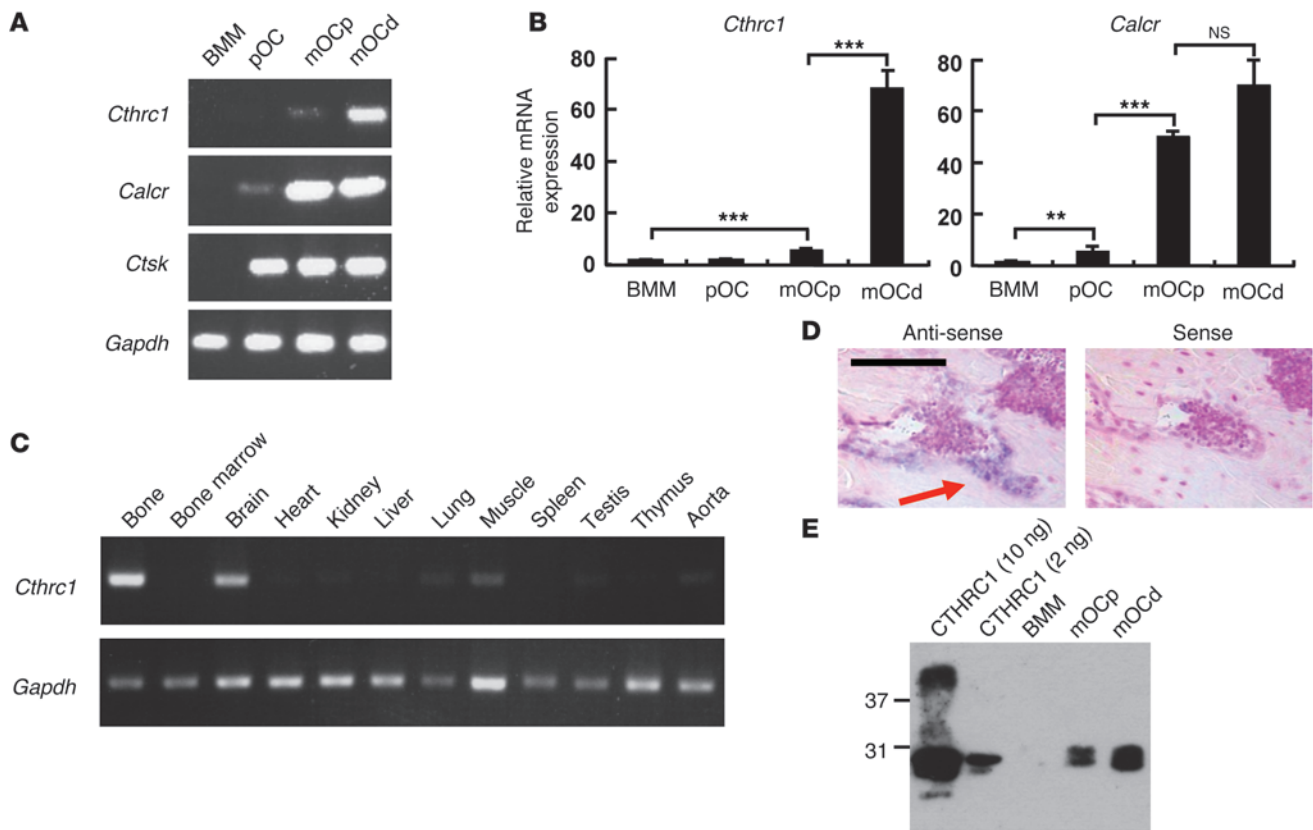 A
BMM pOC mOCp mOCd
Cthrc1
Calcr
Ctsk
Gapdh
B
Cthrc1
Relative mRNA
expression
80
60
40
20
0
***
***
BMM pOC mOCp mOCd
Calcr
80
60
40
20
0
**
***
NS
BMM pOC mOCp mOCd
C
Bone Bone marrow Brain Heart Kidney Liver Lung Muscle Spleen Testis Thymus Aorta
Cthrc1
Gapdh
D
Anti-sense Sense
E
CTHRC1 (10 ng) CTHRC1 (2 ng) BMM mOCp mOCd
37
31